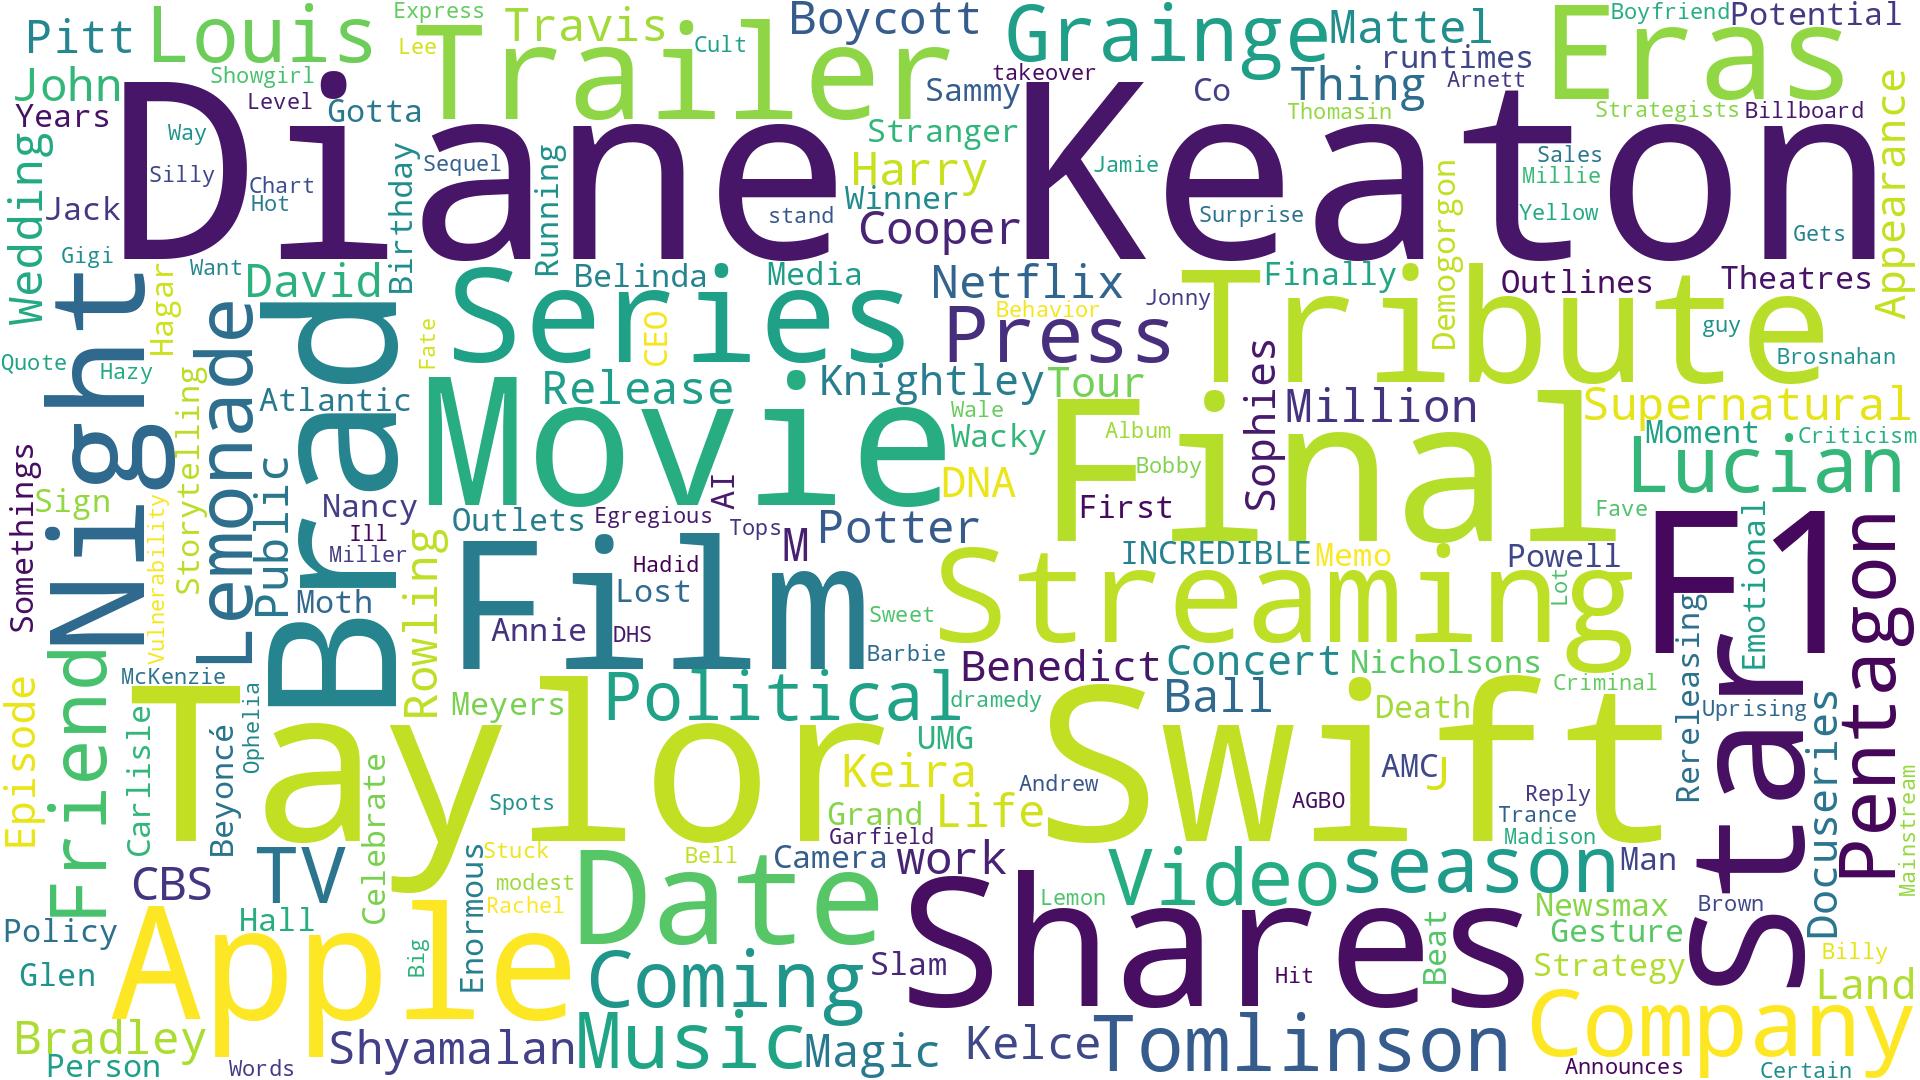 Express
Boycott
Boyfriend
Potential
Pitt
Louis
Travis
Grainge
Mattel
Eras
Lee
Trailer
Cult
runtimes
John
Showgirl
takeover
Thing
Arnett
Years
Level
Gotta
Sammy
Co
Thomasin
Strategists
Billboard
Appearance
Way
Diane
Keaton
Stranger
Wedding
Silly
Chart
Hot
Birthday
Sequel
Running
Harry
Jamie
Sales
Millie
Jack
Winner
stand
Cooper
Surprise
Yellow
Gets
Demogorgon
Gigi
Want
David
Belinda
Media
Netflix
Finally
Outlines
Theatres
Hagar
Night
Lemonade
Brad
Series
CEO
Behavior
Jonny
Press
Tribute
guy
Fate
Quote
Hazy
Storytelling
Atlantic
Movie
Release
Knightley
Tour
Sophies
Brosnahan
Million
Supernatural
Wale
Wacky
Album
Bobby
Final
Moment
Criticism
Lucian
Somethings
Sign
Vulnerability
Public
Nancy
AI
DNA
First
Fave
Outlets
Egregious
Tops
M
Potter
Ill
Miller
Rowling
Film
Hadid
Lost
INCREDIBLE
Memo
Powell
Streaming
Lot
F1
Emotional
Pentagon
Moth
Annie
DHS
Sweet
Barbie
Rereleasing
Star
Friend
McKenzie
Benedict
Concert
Nicholsons
Criminal
Episode
Carlisle
Taylor
Beyoncé
Ophelia
Meyers
Political
dramedy
Ball
Swift
Death
Uprising
Docuseries
UMG
AMC
J
Keira
Andrew
Celebrate
Spots
Grand
Life
AGBO
Reply
Trance
Madison
Mainstream
Garfield
CBS
TV
Enormous
Stuck
Bell
Camera
work
Video
season
Man
modest
Rachel
Date
Lemon
Shares
Brown
Newsmax
Gesture
Policy
Hall
Apple
Big
Beat
Glen
Coming
Slam
Hit
Strategy
Billy
Land
Bradley
Shyamalan
Music
Magic
Kelce
Tomlinson
Company
Person
Words
Announces
Certain